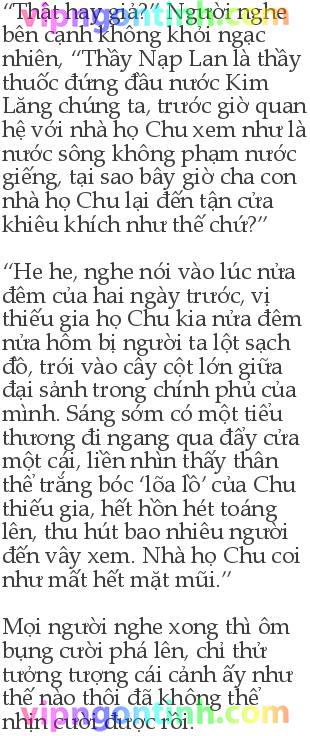 “Thật hay giả?” Người nghe
bên cạnh không khỏi ngạc
nhiên, “Thầy Nạp Lan là thầy
thuốc đứng đầu nước Kim
Lăng chúng ta, trước giờ quan
hệ với nhà họ Chu xem như là
nước sông không phạm nước
giếng, tại sao bây giờ cha con
nhà họ Chu lại đến tận cửa
khiêu khích như thế chứ?”
“He he, nghe nói vào lúc nửa
đêm của hai ngày trước, vị
thiếu gia họ Chu kia nửa đêm
nửa hôm bị người ta lột sạch
đồ, trói vào cây cột lớn giữa
đại sảnh trong chính phủ của
mình. Sáng sớm có một tiểu
thương đi ngang qua đẩy cửa
một cái, liền nhìn thấy thân
thể trắng bóc ‘lõa lồ’ của Chu
thiếu gia, hết hồn hét toáng
lên, thu hút bao nhiêu người
đến vây xem. Nhà họ Chu coi
như mất hết mặt mũi.”
Mọi người nghe xong thì ôm
bụng cười phá lên, chỉ thử
tưởng tượng cái cảnh ấy như
thế nào thôi đã không thể
nhịn cười được rồi.
vipngontinh.com
vipngontinh.com